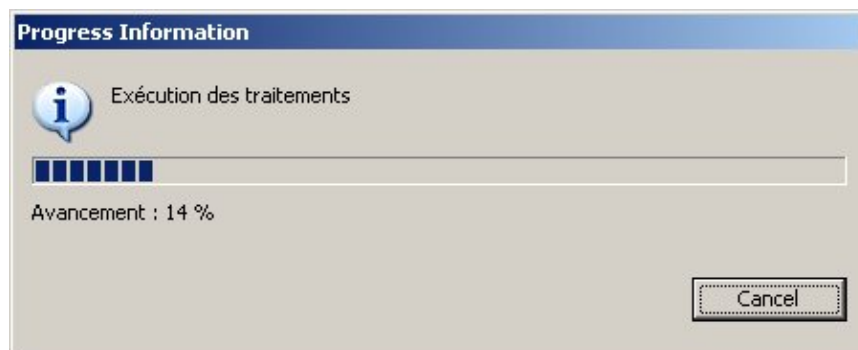 Progress Information
Exécution des traitements
Avancement : 14 %
Cancel